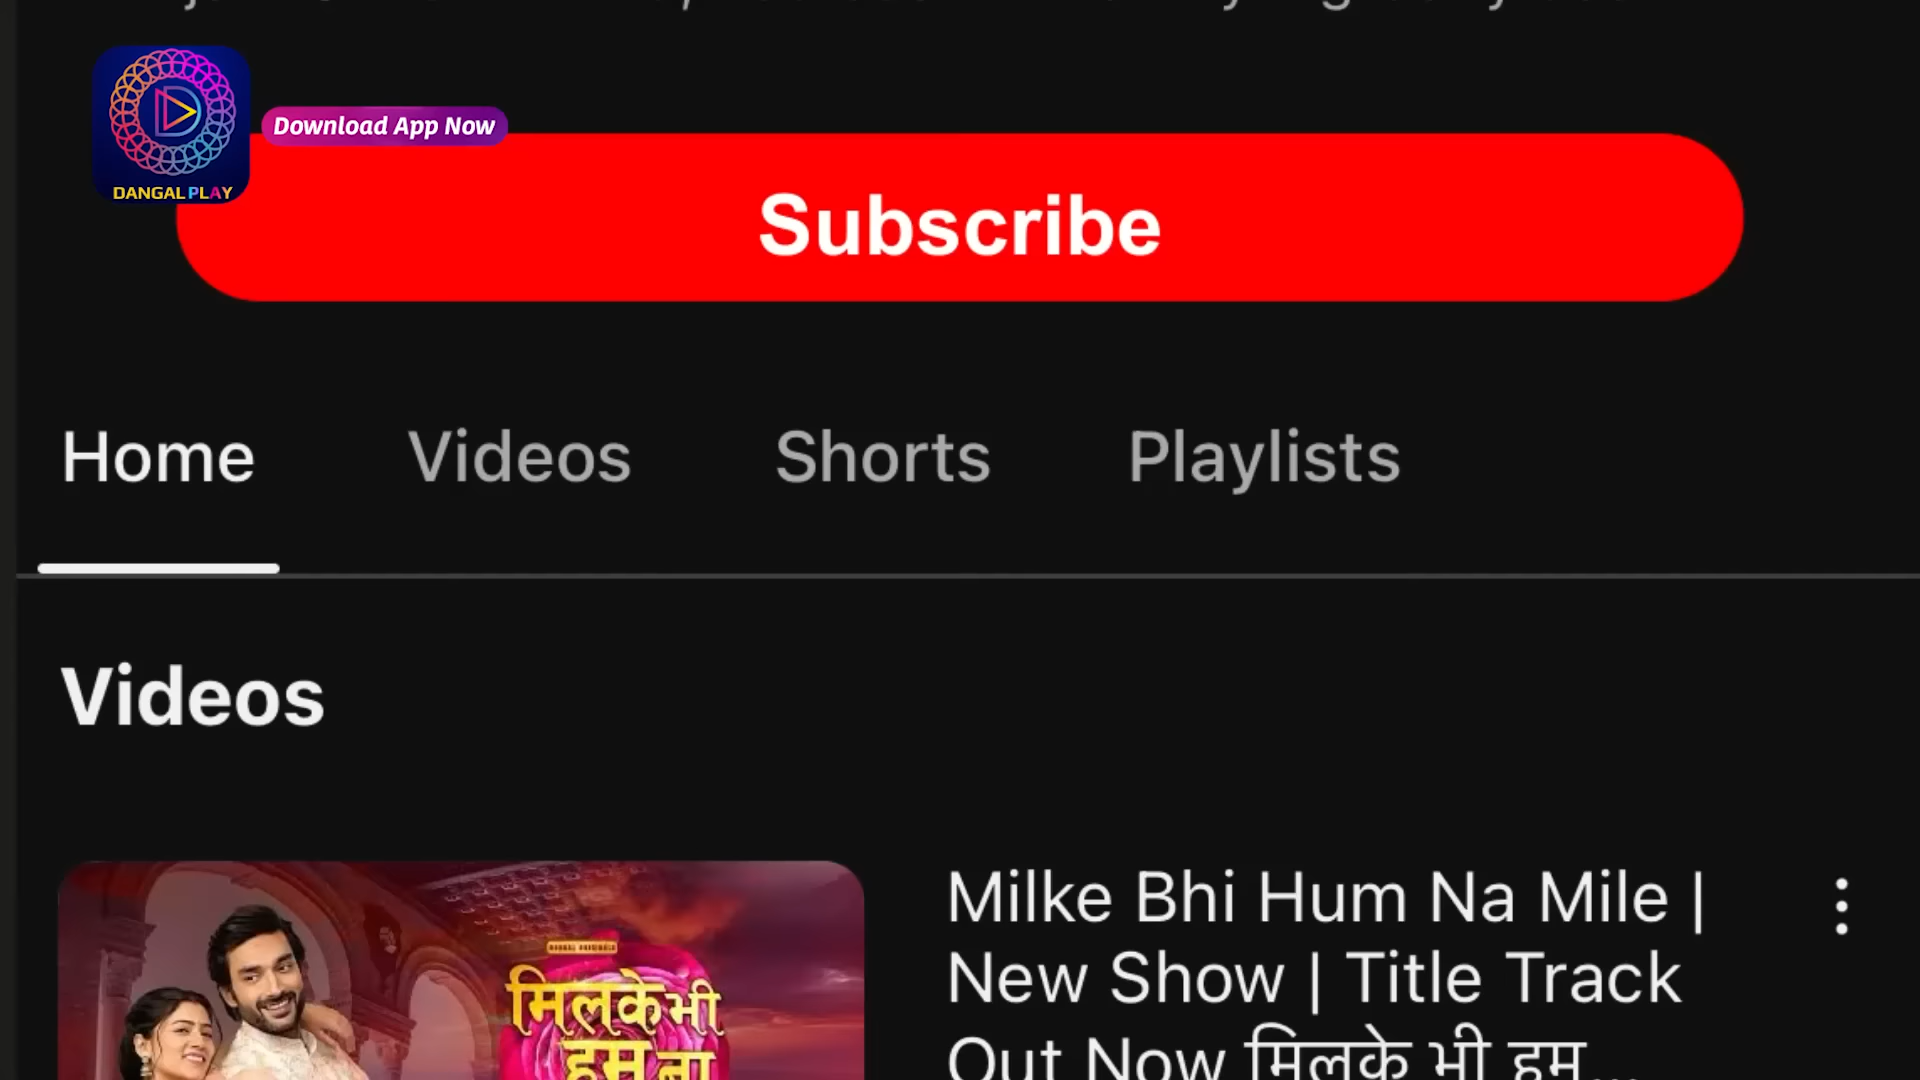 DANGAL PLAY
Download App Now
Subscribe
Home Videos Shorts Playlists
Videos
Milke Bhi Hum Na Mile |
New Show | Title Track
Out Now मिलके भी हम...
मिलके भी
हम ना